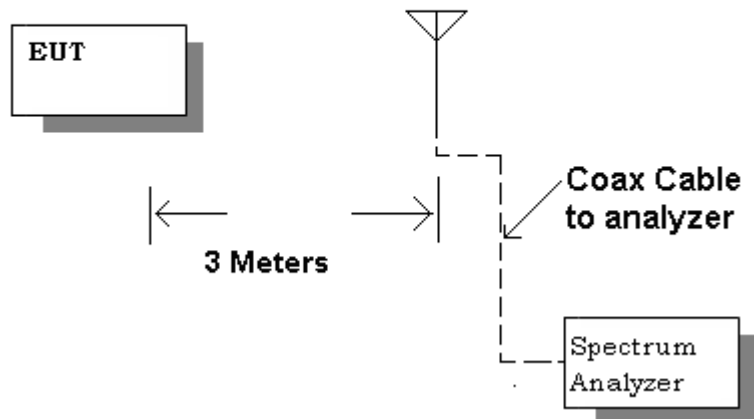 EUT
Coax Cable
to analyzer
3 Meters
Spectrum
Analyzer